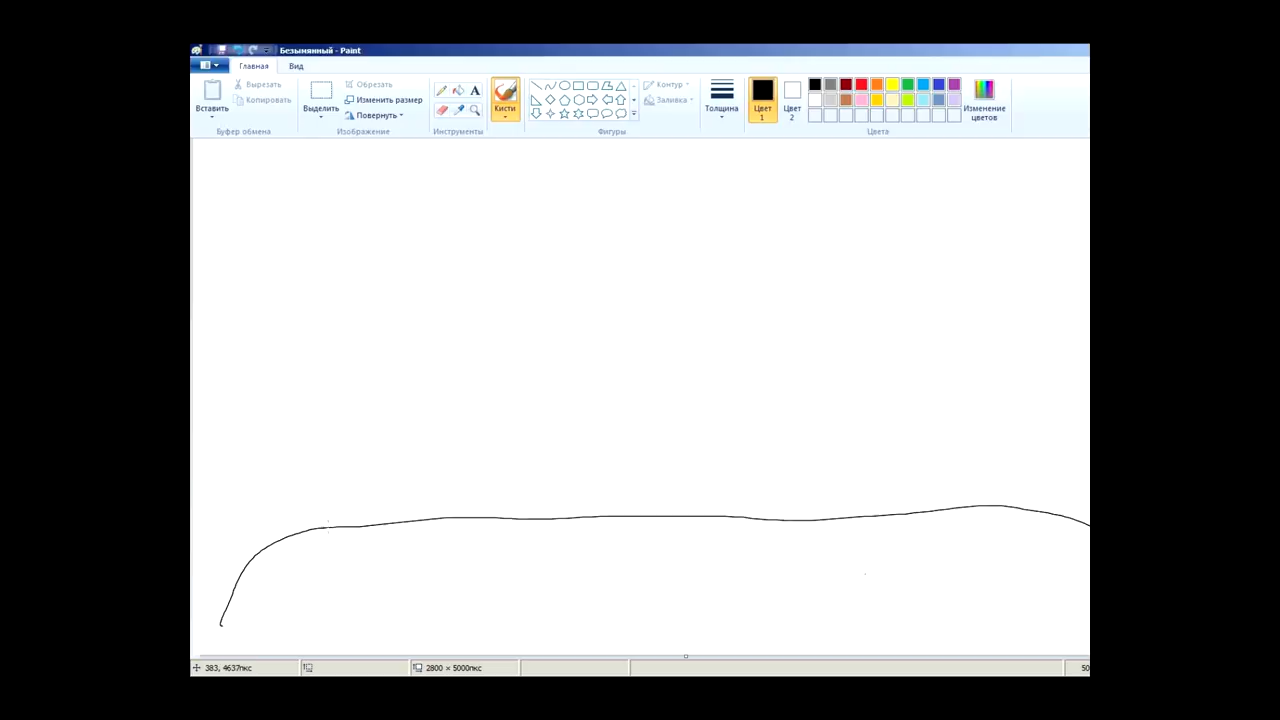 Безымянный - Paint
Главная Вид
Вставить
Вырезать
Копировать
Буфер обмена
Выделить
Обрезать
Изменить размер
Повернуть
Изображение
A
Инструменты
Кисти
Контур
Заливка
Фигуры
Толщина
Цвет 1
Цвет 2
Изменение цветов
Цвета
383, 4637пкс
2800 × 5000пкс
50